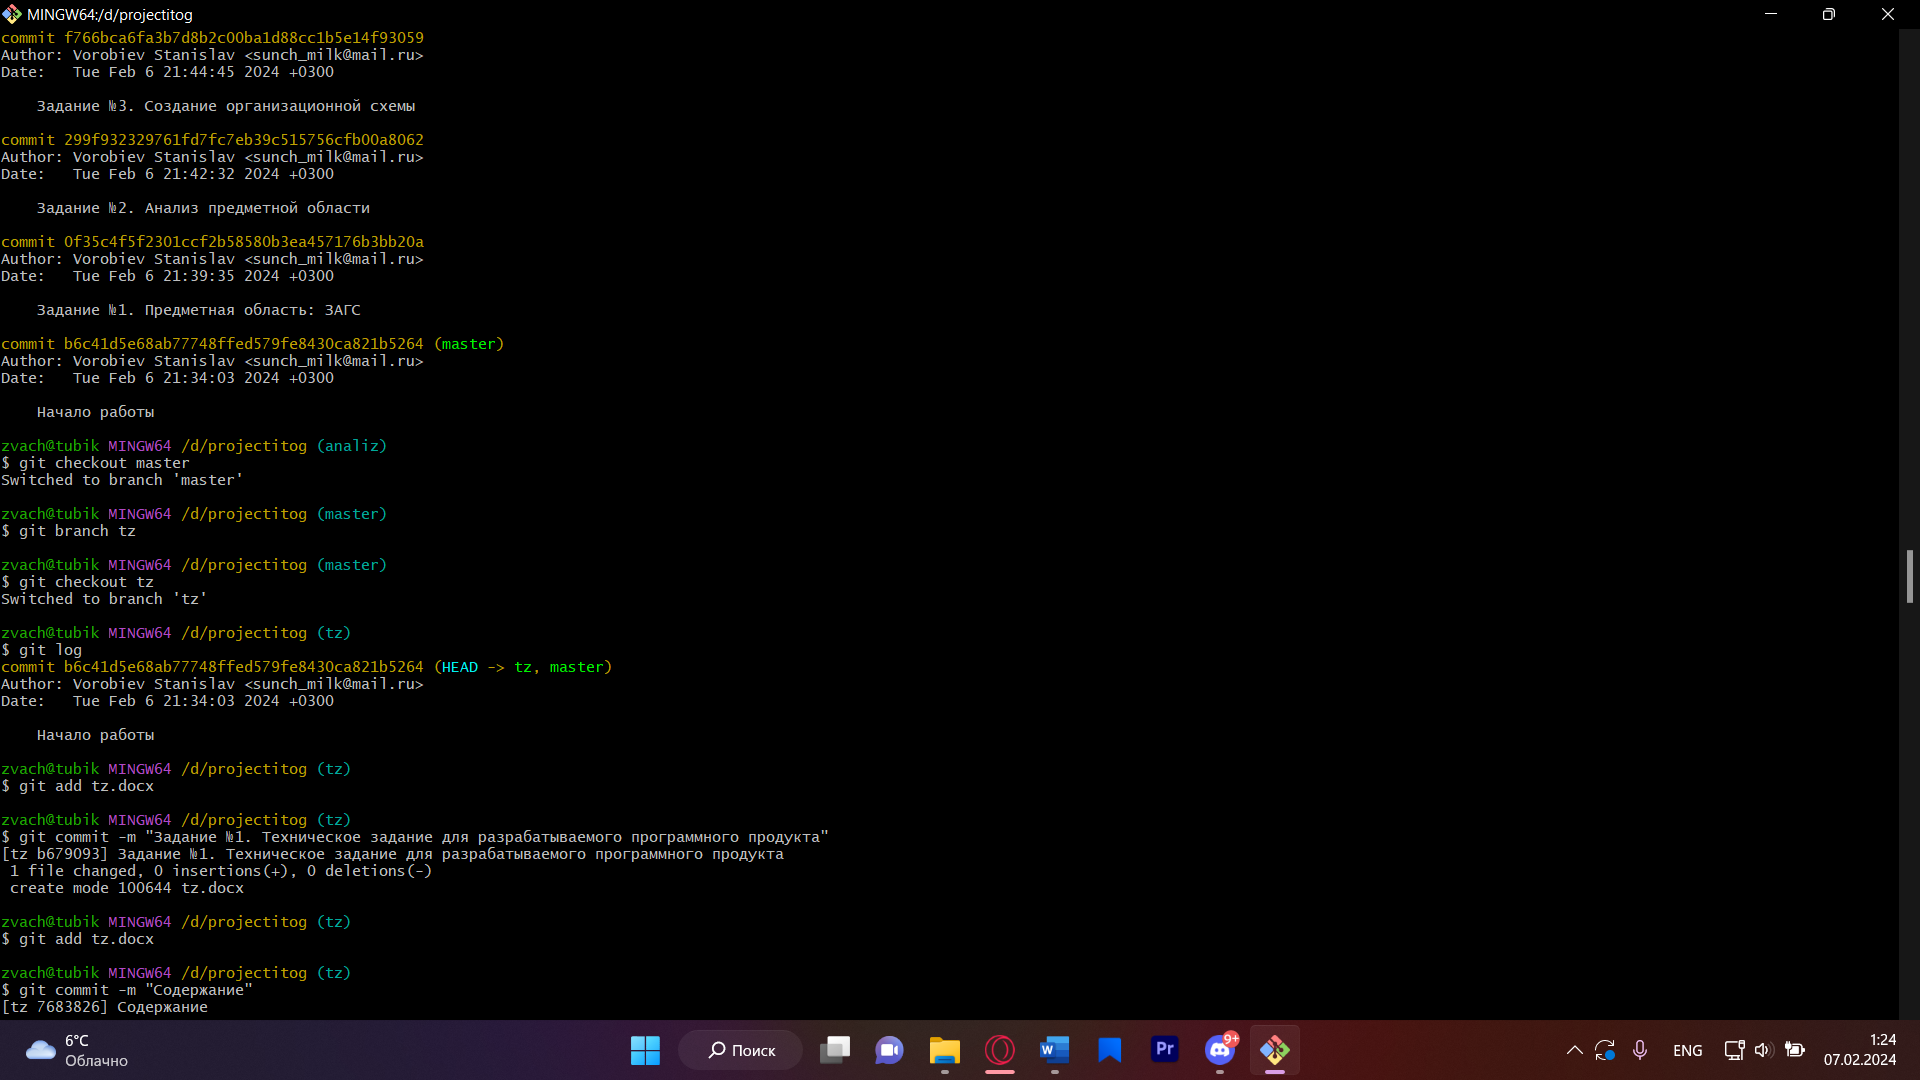 MINGW64:/d/projectitog
commit f766bca6fa3b7d8b2c00ba1d88cc1b5e14f93059
Author: Vorobiev Stanislav <sunch_milk@mail.ru>
Date:   Tue Feb 6 21:44:45 2024 +0300
Задание №3. Создание организационной схемы
commit 299f932329761fd7fc7eb39c515756cfb00a8062
Author: Vorobiev Stanislav <sunch_milk@mail.ru>
Date:   Tue Feb 6 21:42:32 2024 +0300
Задание №2. Анализ предметной области
commit 0f35c4f5f2301ccf2b58580b3ea457176b3bb20a
Author: Vorobiev Stanislav <sunch_milk@mail.ru>
Date:   Tue Feb 6 21:39:35 2024 +0300
Задание №1. Предметная область: ЗАГС
commit b6c41d5e68ab77748ffed579fe8430ca821b5264 (master)
Author: Vorobiev Stanislav <sunch_milk@mail.ru>
Date:   Tue Feb 6 21:34:03 2024 +0300
Начало работы
zvach@tubik MINGW64 /d/projectitog (analiz)
$ git checkout master
Switched to branch 'master'
zvach@tubik MINGW64 /d/projectitog (master)
$ git branch tz
zvach@tubik MINGW64 /d/projectitog (master)
$ git checkout tz
Switched to branch 'tz'
zvach@tubik MINGW64 /d/projectitog (tz)
$ git log
commit b6c41d5e68ab77748ffed579fe8430ca821b5264 (HEAD -> tz, master)
Author: Vorobiev Stanislav <sunch_milk@mail.ru>
Date:   Tue Feb 6 21:34:03 2024 +0300
Начало работы
zvach@tubik MINGW64 /d/projectitog (tz)
$ git add tz.docx
zvach@tubik MINGW64 /d/projectitog (tz)
$ git commit -m "Задание №1. Техническое задание для разрабатываемого программного продукта"
[tz b679093] Задание №1. Техническое задание для разрабатываемого программного продукта
1 file changed, 0 insertions(+), 0 deletions(-)
create mode 100644 tz.docx
zvach@tubik MINGW64 /d/projectitog (tz)
$ git add tz.docx
zvach@tubik MINGW64 /d/projectitog (tz)
$ git commit -m "Содержание"
[tz 7683826] Содержание
6°C
Облачно
Поиск
W
Pr
9+
ENG
1:24
07.02.2024